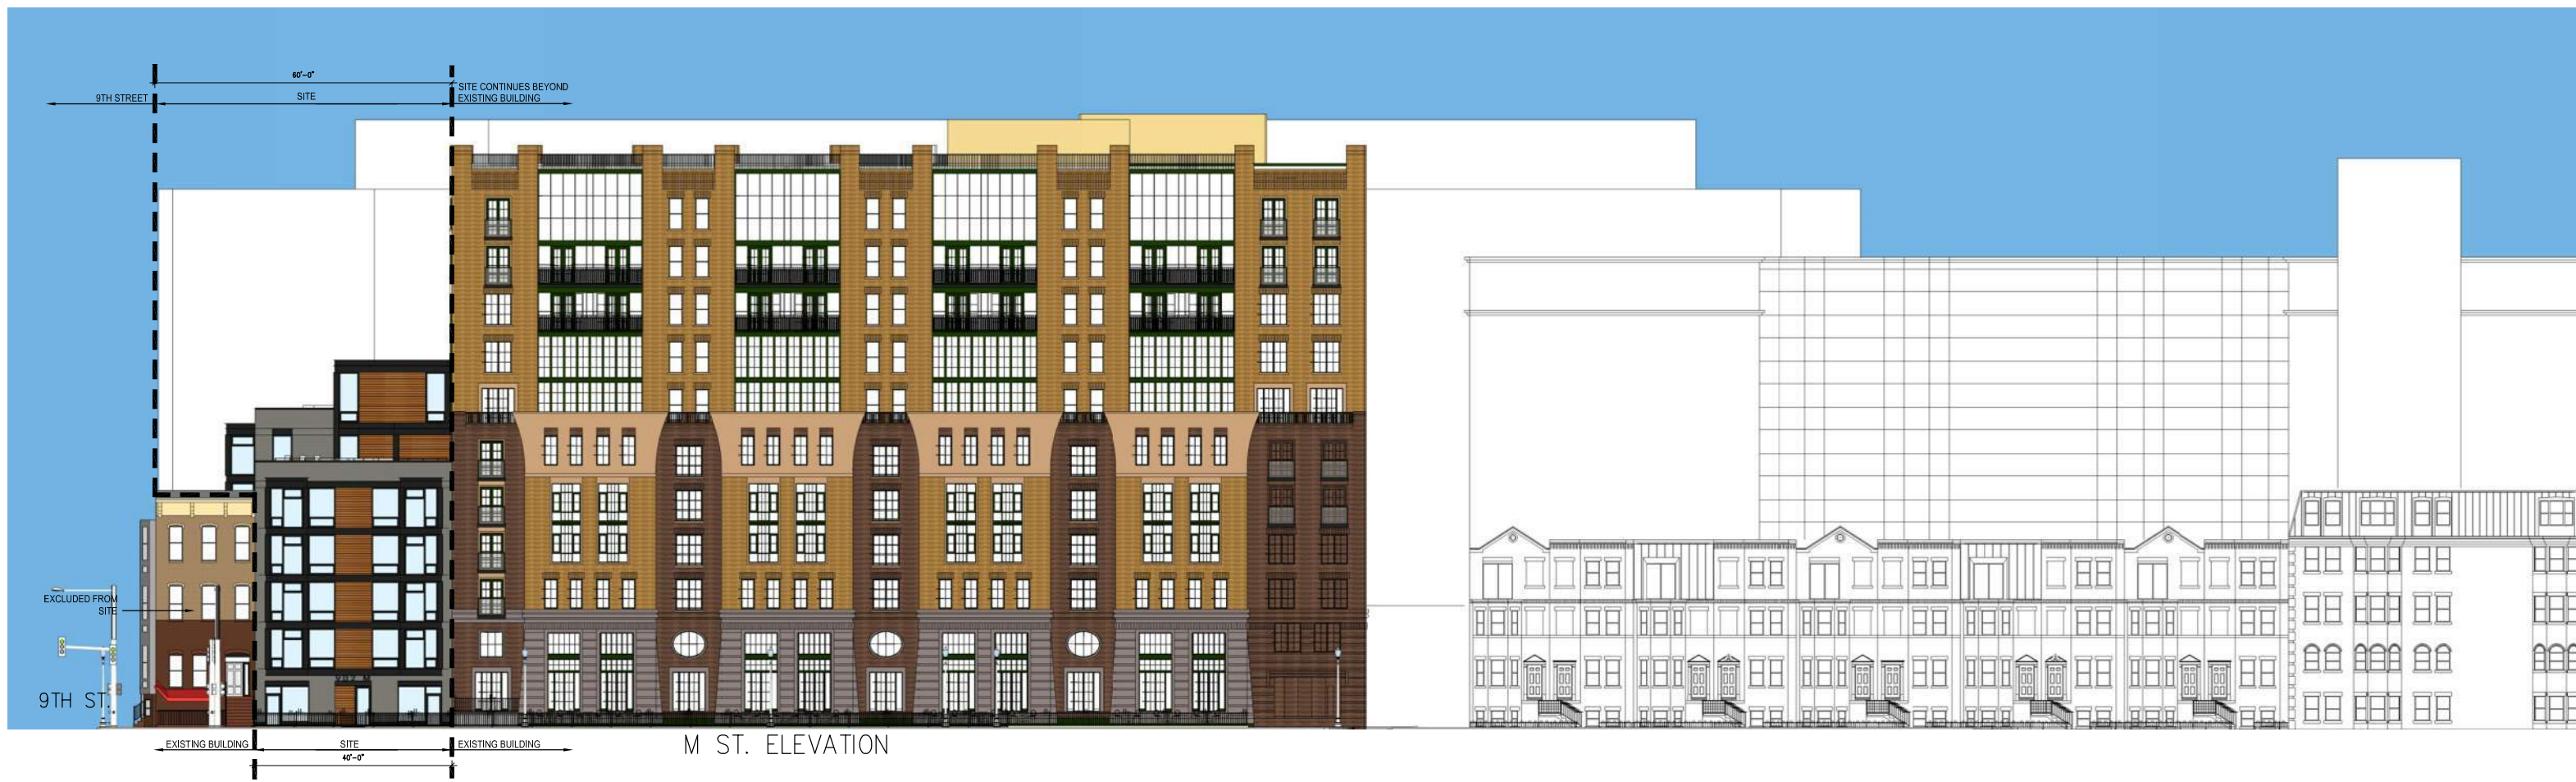 60'-0"
9TH STREET
SITE
SITE CONTINUES BEYOND
EXISTING BUILDING
EXCLUDED FROM
SITE
9TH ST.
EXISTING BUILDING
SITE
EXISTING BUILDING
40'-0"
M ST. ELEVATION